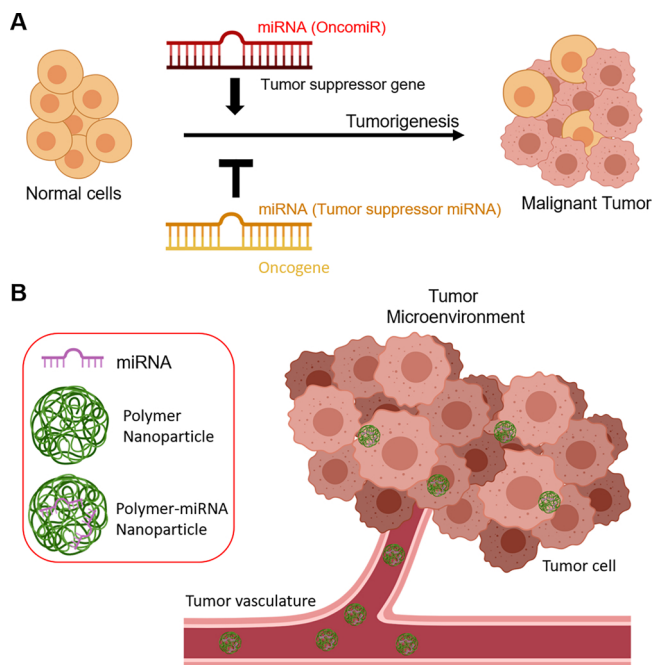 A
miRNA (OncomiR)
Tumor suppressor gene
Tumorigenesis
Normal cells
miRNA (Tumor suppressor miRNA)
Malignant Tumor
Oncogene
B
Tumor
Microenvironment
miRNA
Polymer
Nanoparticle
Polymer-miRNA
Nanoparticle
Tumor cell
Tumor vasculature